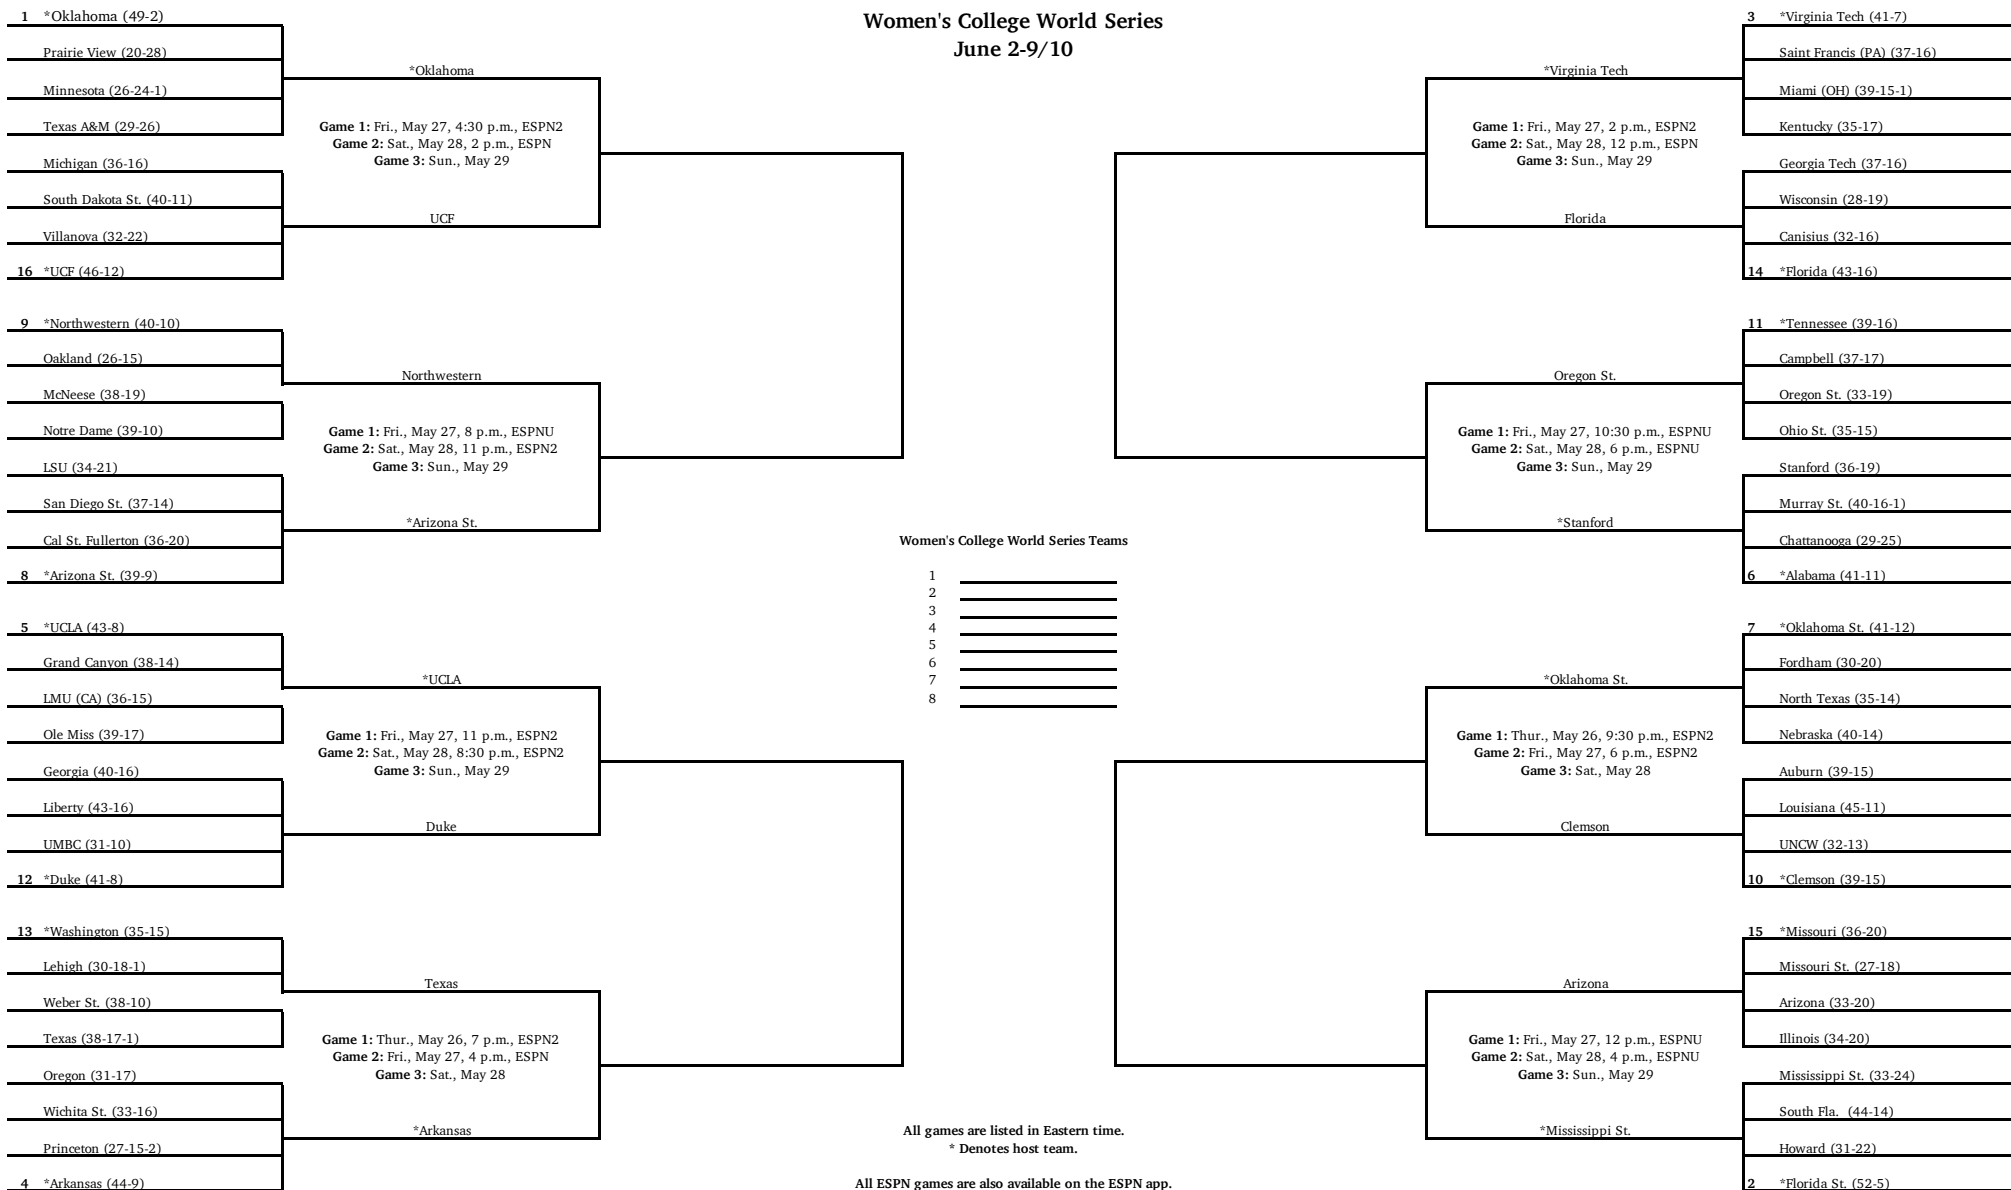 Women's College World Series
June 2-9/10
1 *Oklahoma (49-2)
Prairie View (20-28)
Minnesota (26-24-1)
Texas A&M (29-26)
Michigan (36-16)
South Dakota St. (40-11)
Villanova (32-22)
16 *UCF (46-12)
*Oklahoma
Game 1: Fri., May 27, 4:30 p.m., ESPN2
Game 2: Sat., May 28, 2 p.m., ESPN
Game 3: Sun., May 29
UCF
9 *Northwestern (40-10)
Oakland (26-15)
McNeese (38-19)
Notre Dame (39-10)
LSU (34-21)
San Diego St. (37-14)
Cal St. Fullerton (36-20)
8 *Arizona St. (39-9)
Northwestern
Game 1: Fri., May 27, 8 p.m., ESPNU
Game 2: Sat., May 28, 11 p.m., ESPN2
Game 3: Sun., May 29
*Arizona St.
5 *UCLA (43-8)
Grand Canyon (38-14)
LMU (CA) (36-15)
Ole Miss (39-17)
Georgia (40-16)
Liberty (43-16)
UMBC (31-10)
12 *Duke (41-8)
*UCLA
Game 1: Fri., May 27, 11 p.m., ESPN2
Game 2: Sat., May 28, 8:30 p.m., ESPN2
Game 3: Sun., May 29
Duke
13 *Washington (35-15)
Lehigh (30-18-1)
Weber St. (38-10)
Texas (38-17-1)
Oregon (31-17)
Wichita St. (33-16)
Princeton (27-15-2)
4 *Arkansas (44-9)
Texas
Game 1: Thur., May 26, 7 p.m., ESPN2
Game 2: Fri., May 27, 4 p.m., ESPN
Game 3: Sat., May 28
*Arkansas
Women's College World Series Teams
1
2
3
4
5
6
7
8
All games are listed in Eastern time.
* Denotes host team.
All ESPN games are also available on the ESPN app.
*Virginia Tech
Game 1: Fri., May 27, 2 p.m., ESPN2
Game 2: Sat., May 28, 12 p.m., ESPN
Game 3: Sun., May 29
Florida
3 *Virginia Tech (41-7)
Saint Francis (PA) (37-16)
Miami (OH) (39-15-1)
Kentucky (35-17)
Georgia Tech (37-16)
Wisconsin (28-19)
Canisius (32-16)
14 *Florida (43-16)
Oregon St.
Game 1: Fri., May 27, 10:30 p.m., ESPNU
Game 2: Sat., May 28, 6 p.m., ESPNU
Game 3: Sun., May 29
*Stanford
11 *Tennessee (39-16)
Campbell (37-17)
Oregon St. (33-19)
Ohio St. (35-15)
Stanford (36-19)
Murray St. (40-16-1)
Chattanooga (29-25)
6 *Alabama (41-11)
*Oklahoma St.
Game 1: Thur., May 26, 9:30 p.m., ESPN2
Game 2: Fri., May 27, 6 p.m., ESPN2
Game 3: Sat., May 28
Clemson
7 *Oklahoma St. (41-12)
Fordham (30-20)
North Texas (35-14)
Nebraska (40-14)
Auburn (39-15)
Louisiana (45-11)
UNCW (32-13)
10 *Clemson (39-15)
Arizona
Game 1: Fri., May 27, 12 p.m., ESPNU
Game 2: Sat., May 28, 4 p.m., ESPNU
Game 3: Sun., May 29
*Mississippi St.
15 *Missouri (36-20)
Missouri St. (27-18)
Arizona (33-20)
Illinois (34-20)
Mississippi St. (33-24)
South Fla. (44-14)
Howard (31-22)
2 *Florida St. (52-5)